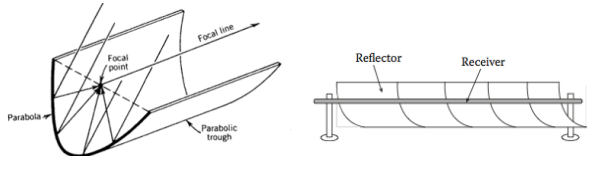 Focal line
Focal
point
Parabola
Parabolic
trough
Reflector
Receiver